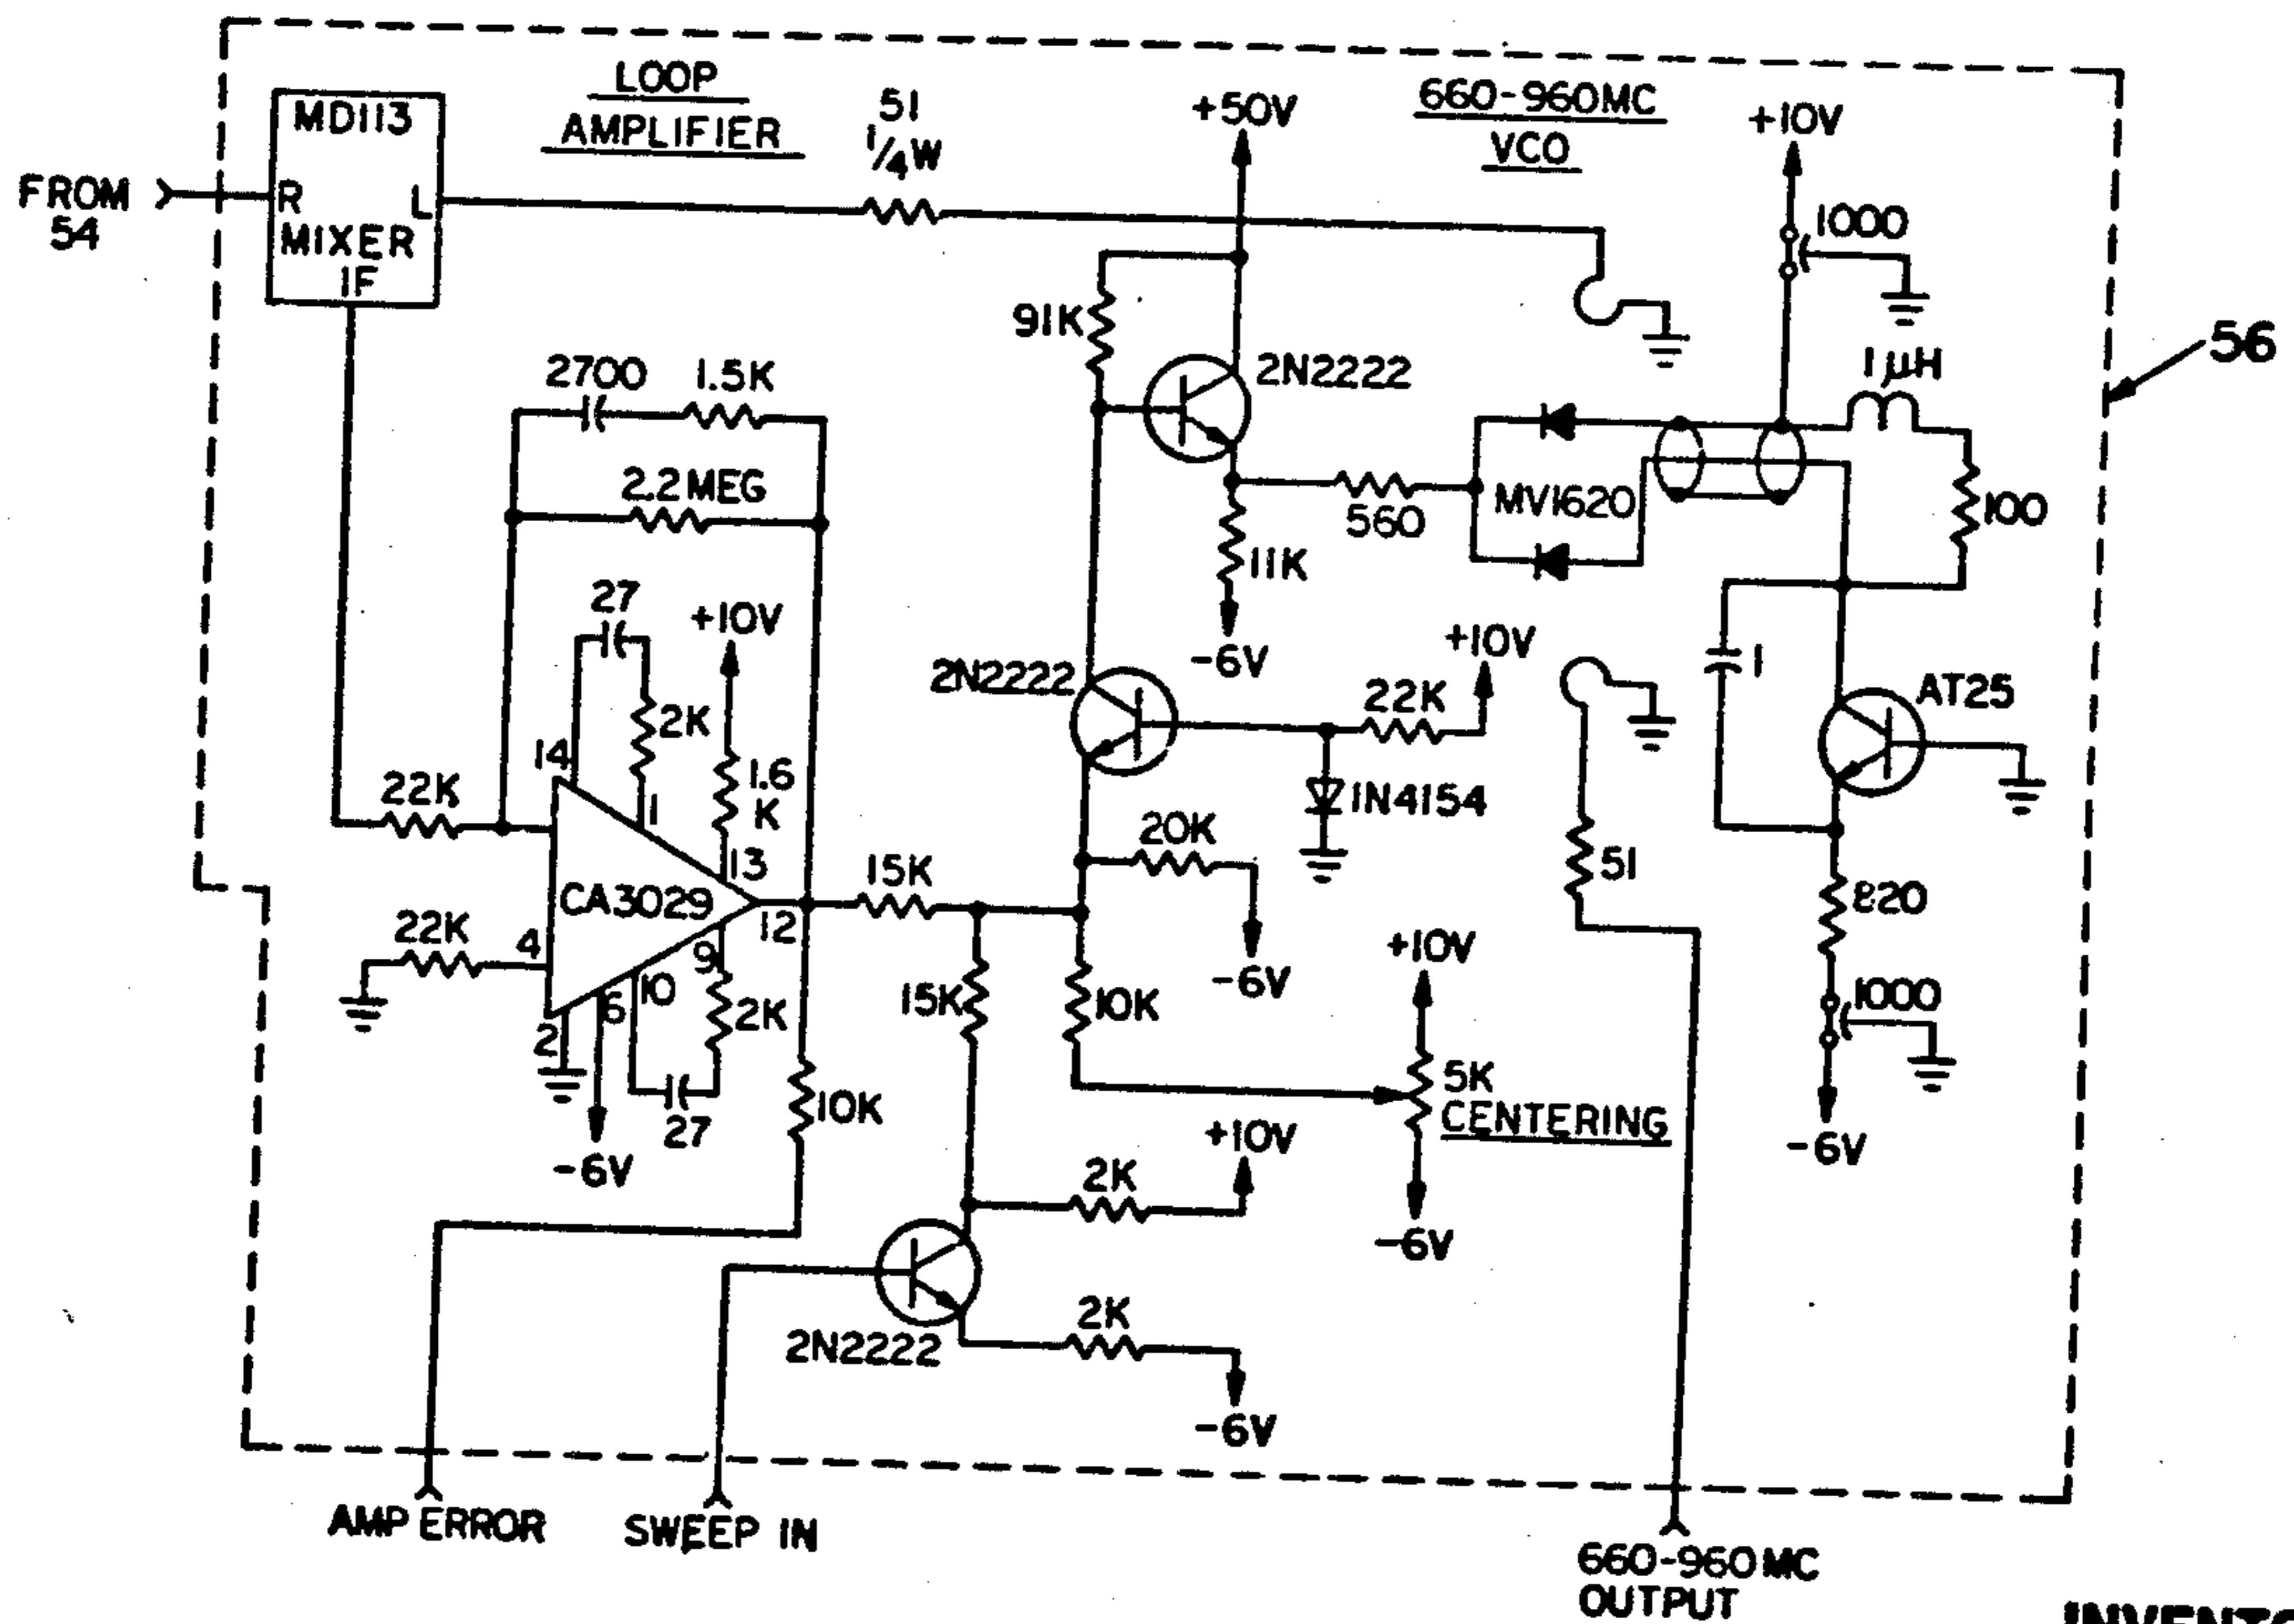 MD113
R
L
MIXER
IF
FROM
54
LOOP
AMPLIFIER
51
1/4W
+50V
660-960MC
VCO
+10V
1000
56
91K
2N2222
1μH
2700
1.5K
2.2 MEG
MV1620
560
100
11K
-6V
27
+10V
2K
14
1
1.6
K
13
22K
2N2222
+10V
22K
1N4154
20K
-6V
1
AT25
51
820
1000
-6V
CA3029
12
15K
22K
4
2
6
10
9
2K
27
-6V
15K
10K
+10V
5K
CENTERING
-6V
10K
+10V
2K
2N2222
2K
-6V
AMP ERROR
SWEEP IN
660-960MC
OUTPUT